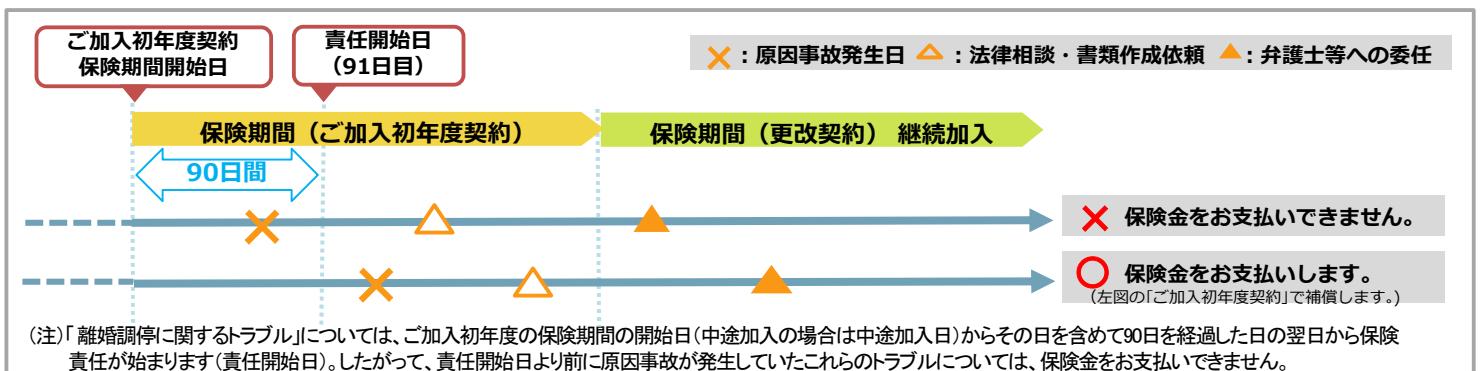 ご加入初年度契約
保険期間開始日
責任開始日
(91日目)
×:原因事故発生日 △:法律相談・書類作成依頼 ▲:弁護士等への委任
保険期間(ご加入初年度契約)
保険期間(更改契約) 継続加入
90日間
× 保険金をお支払いできません。
○ 保険金をお支払いします。
(左図の「ご加入初年度契約」で補償します。)
(注)「離婚調停に関するトラブル」については、ご加入初年度の保険期間の開始日(中途加入の場合は中途加入日)からその日を含めて90日を経過した日の翌日から保険
責任が始まります(責任開始日)。したがって、責任開始日より前に原因事故が発生していたこれらのトラブルについては、保険金をお支払いできません。